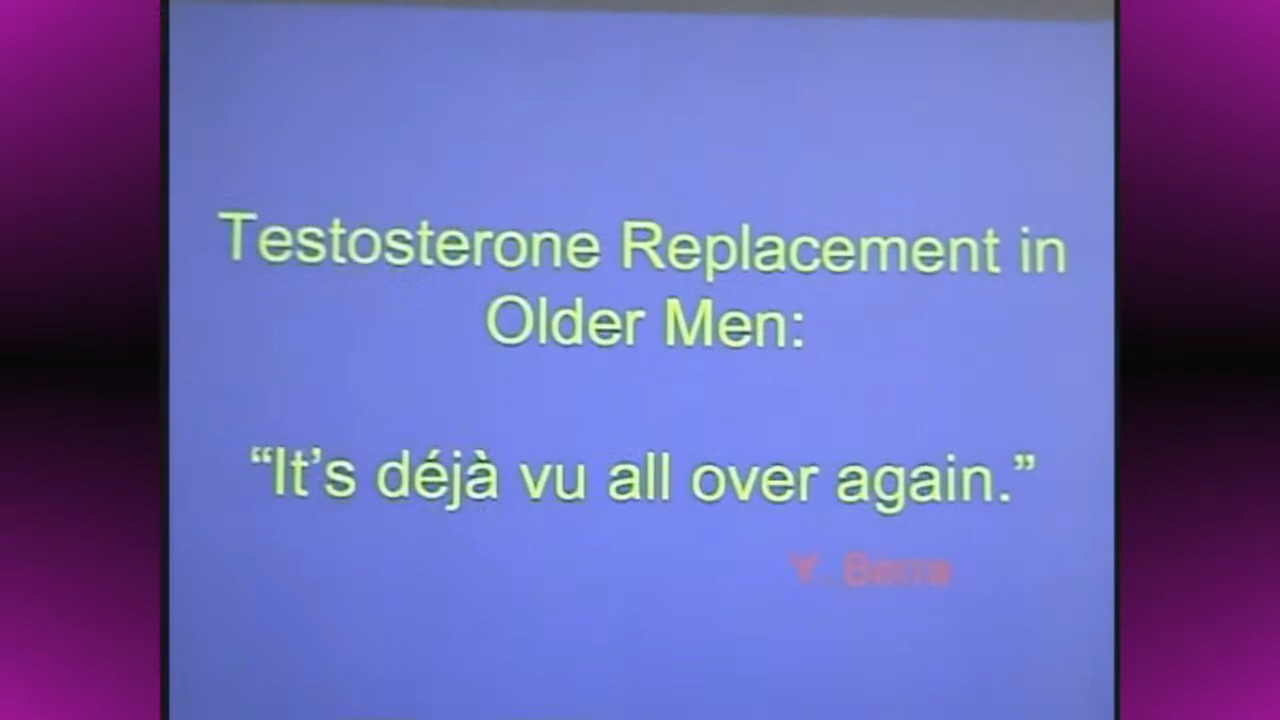 Testosterone Replacement in
Older Men:
“It’s déjà vu all over again.”
Y. Berra